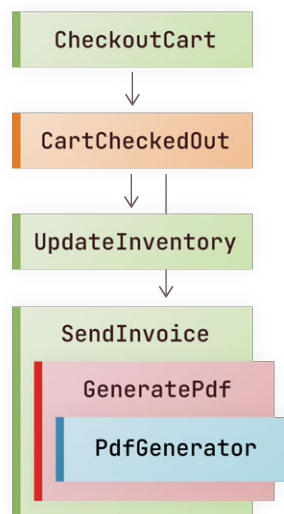 CheckoutCart
CartCheckedOut
UpdateInventory
SendInvoice
GeneratePdf
PdfGenerator